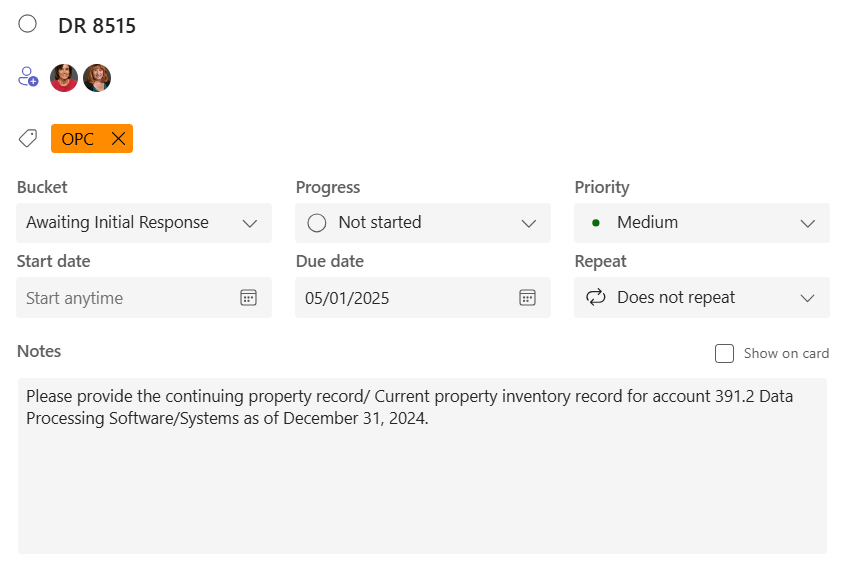 DR 8515
OPC
Bucket Progress Priority
Awaiting Initial Response Not started Medium
Start date Due date Repeat
Start anytime 05/01/2025 Does not repeat
Notes Show on card
Please provide the continuing property record/ Current property inventory record for account 391.2 Data
Processing Software/Systems as of December 31, 2024.